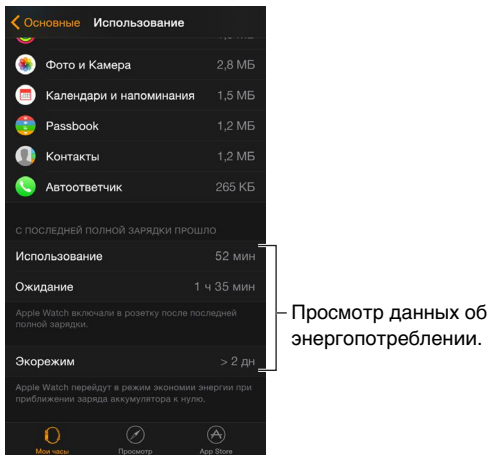 Основные Использование
Фото и Камера 2,8 МБ
Календари и напоминания 1,5 МБ
Passbook 1,2 МБ
Контакты 1,2 МБ
Автоответчик 265 КБ
С ПОСЛЕДНЕЙ ПОЛНОЙ ЗАРЯДКИ ПРОШЛО
Использование 52 мин
Ожидание 1 ч 35 мин
Apple Watch включали в розетку после последней
полной зарядки.
Экорежим > 2 дн
Apple Watch перейдут в режим экономии энергии при
приближении заряда аккумулятора к нулю.
Мои часы Просмотр App Store
Просмотр данных об
энергопотреблении.